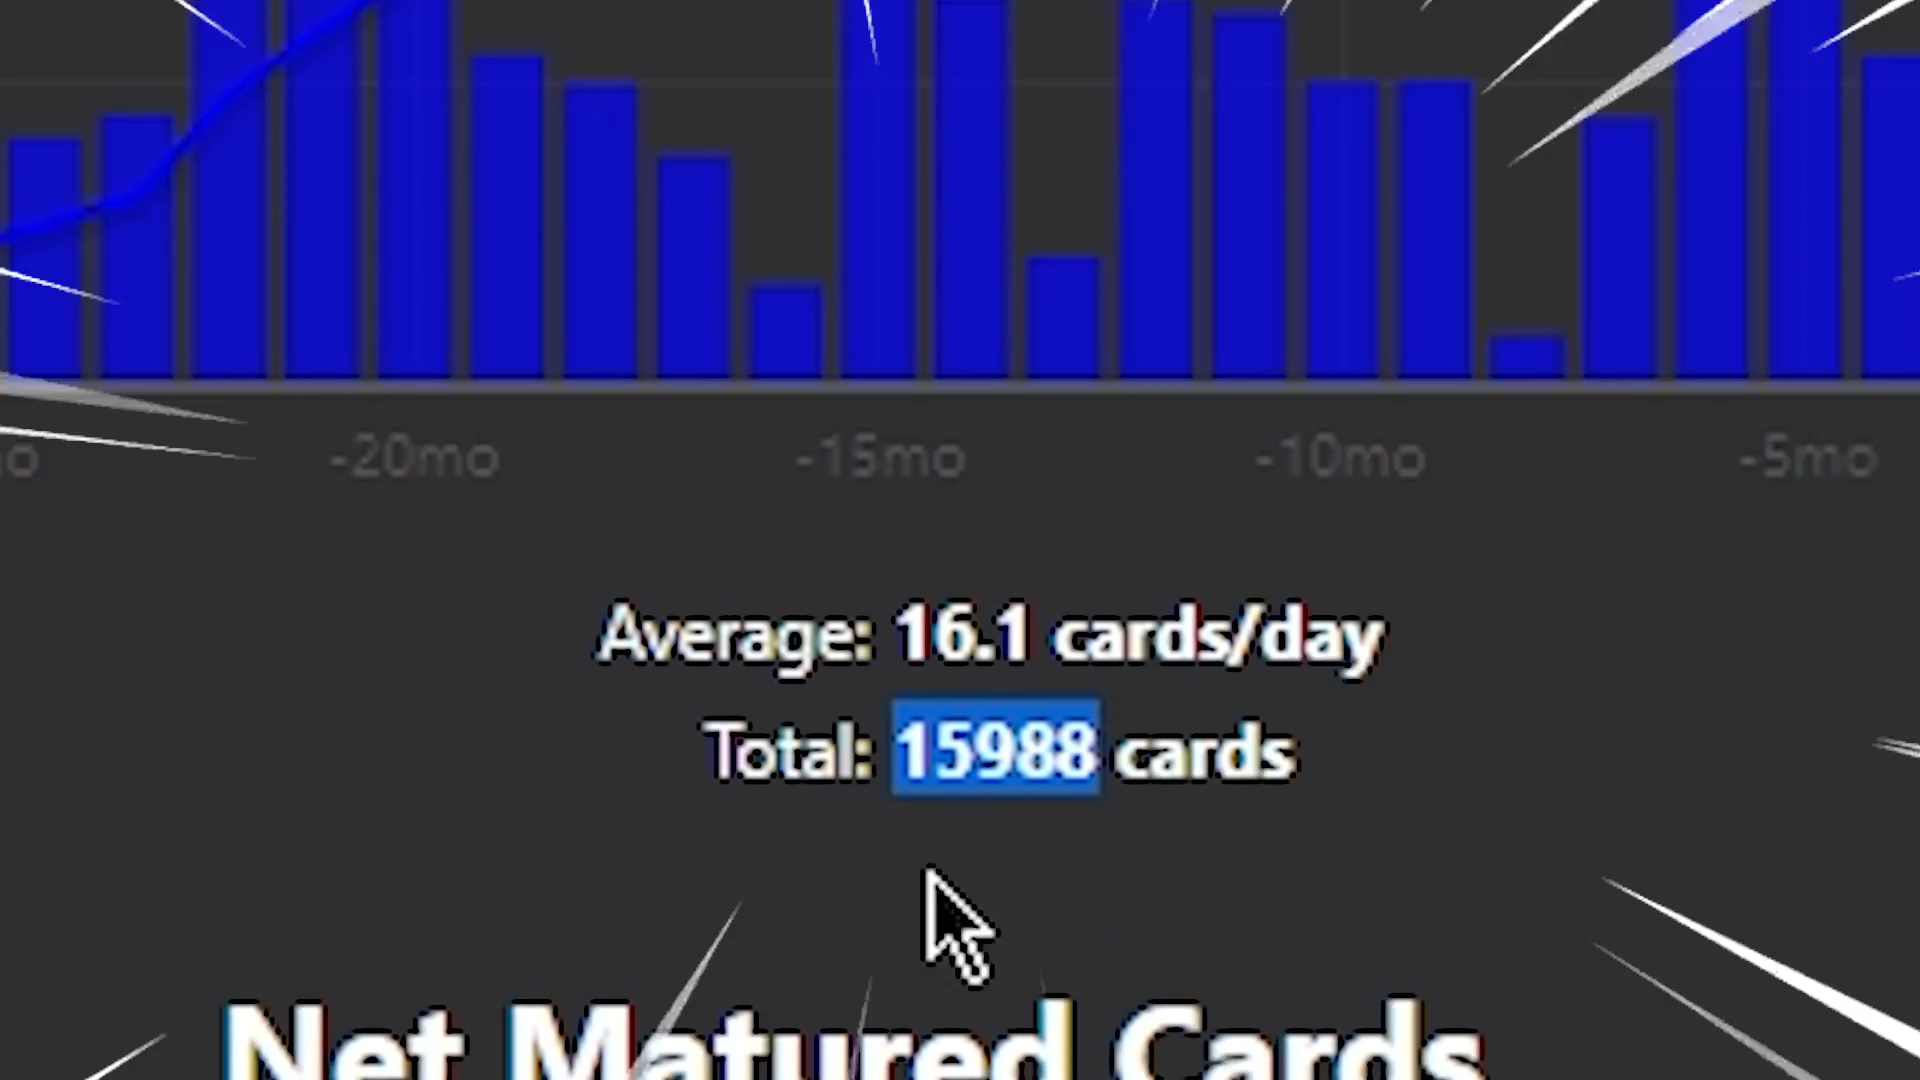 -20mo -15mo -10mo -5mo
Average: 16.1 cards/day
Total: 15988 cards
Net Matured Cards